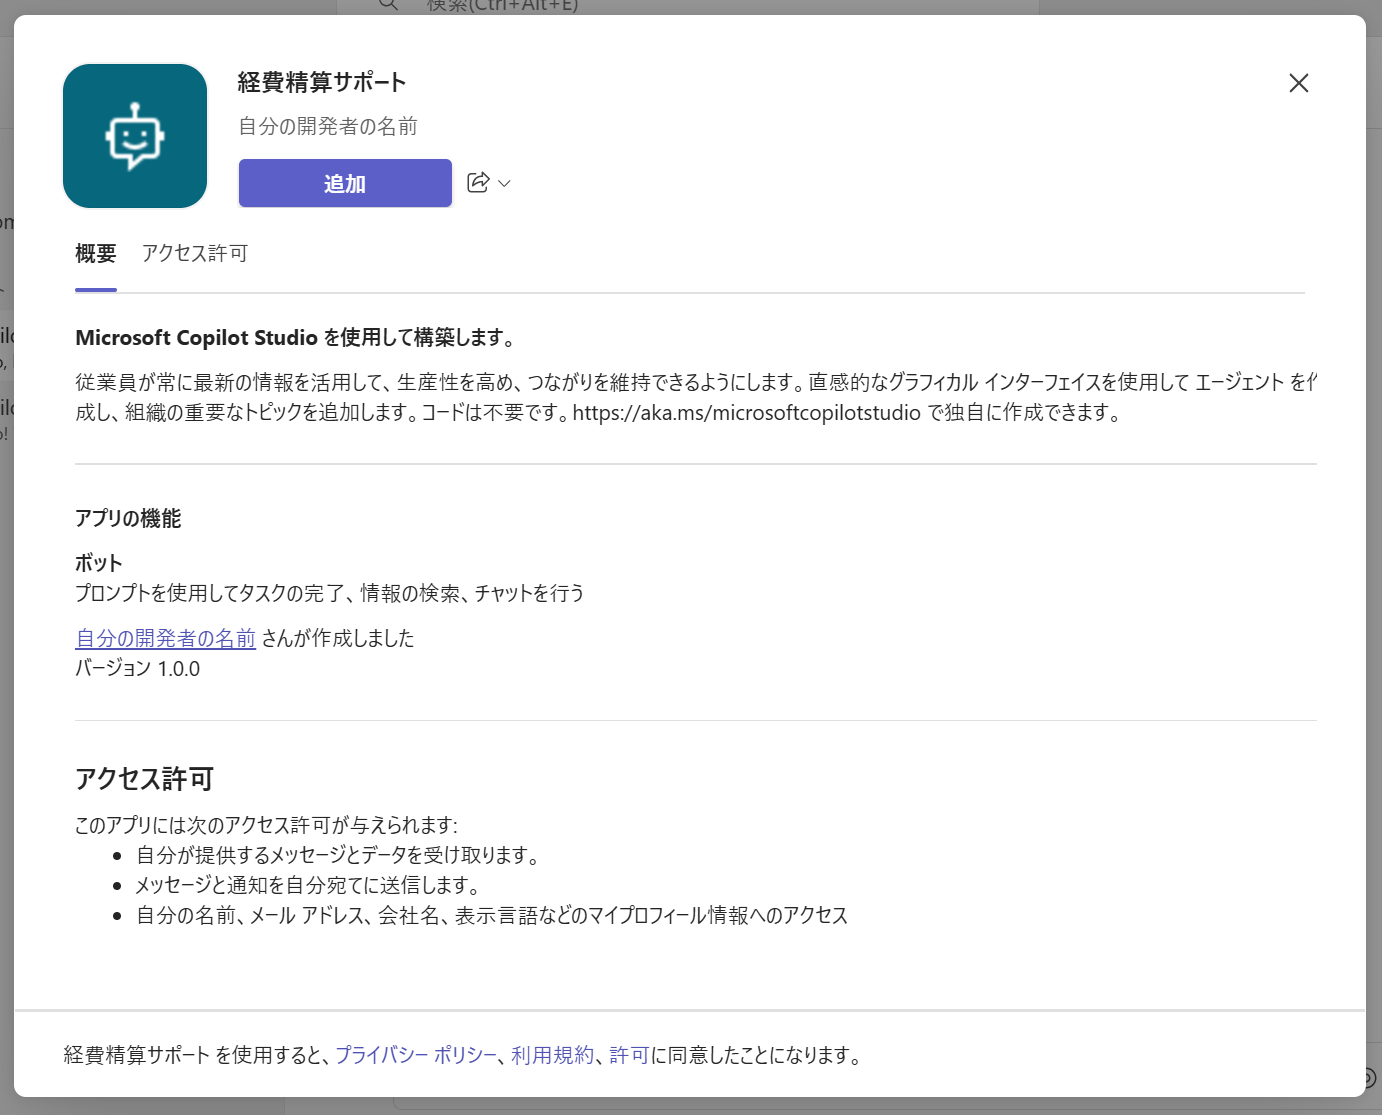 検索(Ctrl+Alt+E)
経費精算サポート
自分の開発者の名前
追加
概要 アクセス許可
Microsoft Copilot Studio を使用して構築します。
従業員が常に最新の情報を活用して、生産性を高め、つながりを維持できるようにします。直感的なグラフィカル インターフェイスを使用して エージェント を作
成し、組織の重要なトピックを追加します。コードは不要です。https://aka.ms/microsoftcopilotstudio で独自に作成できます。
アプリの機能
ボット
プロンプトを使用してタスクの完了、情報の検索、チャットを行う
自分の開発者の名前 さんが作成しました
バージョン 1.0.0
アクセス許可
このアプリには次のアクセス許可が与えられます:
• 自分が提供するメッセージとデータを受け取ります。
• メッセージと通知を自分宛てに送信します。
• 自分の名前、メール アドレス、会社名、表示言語などのマイプロフィール情報へのアクセス
経費精算サポート を使用すると、プライバシー ポリシー、利用規約、許可に同意したことになります。